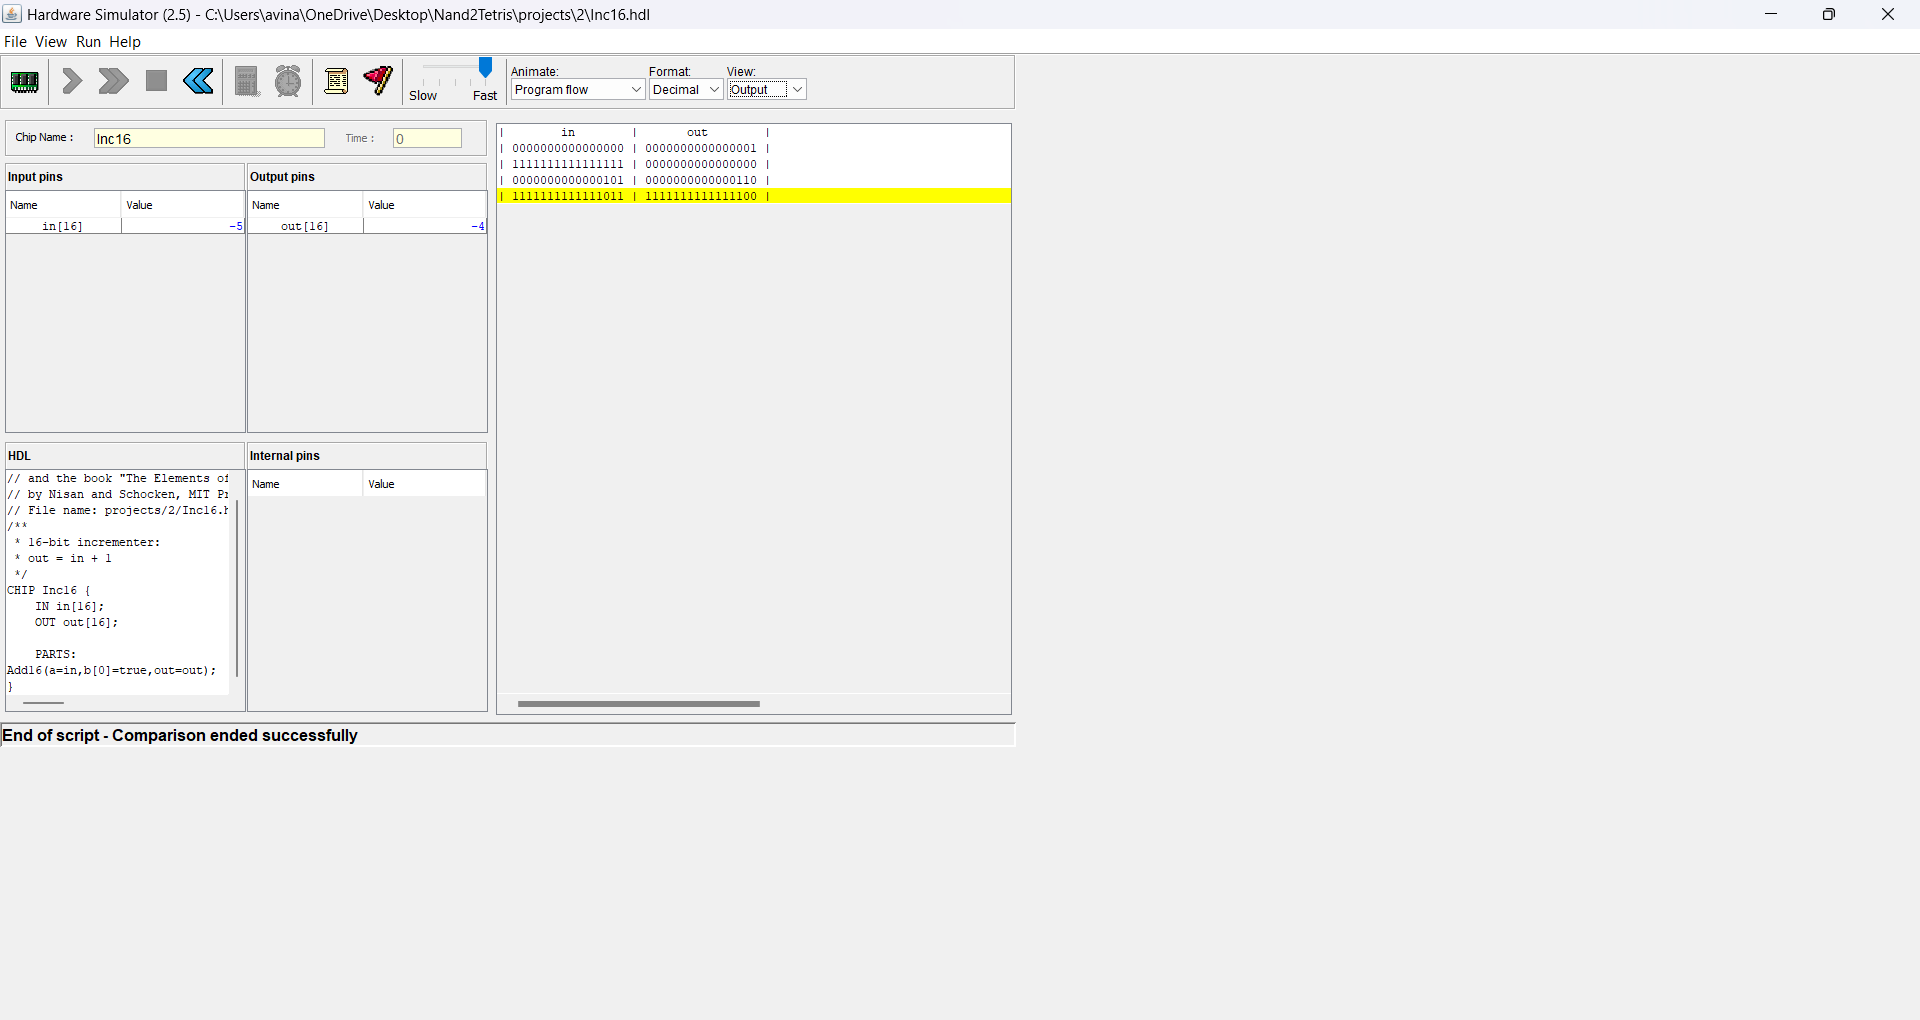 Hardware Simulator (2.5) - C:\Users\avina\OneDrive\Desktop\Nand2Tetris\projects\2\Inc16.hdl
File View Run Help
Animate: Format: View:
Program flow Decimal Output
Slow Fast
Chip Name : Inc16 Time : 0
Input pins
Name Value
in[16] -5
Output pins
Name Value
out[16] -4
HDL
// and the book "The Elements of
// by Nisan and Schocken, MIT
// File name: projects/2/Inc16.
/**
* 16-bit incrementer:
* out = in + 1
*/
CHIP Inc16 {
IN in[16];
OUT out[16];
PARTS:
Add16(a=in,b[0]=true,out=out);
}
Internal pins
Name Value
| in | out |
| 0000000000000000 | 0000000000000001 |
| 1111111111111111 | 0000000000000000 |
| 0000000000000101 | 0000000000000110 |
| 1111111111111011 | 1111111111111100 |
End of script - Comparison ended successfully